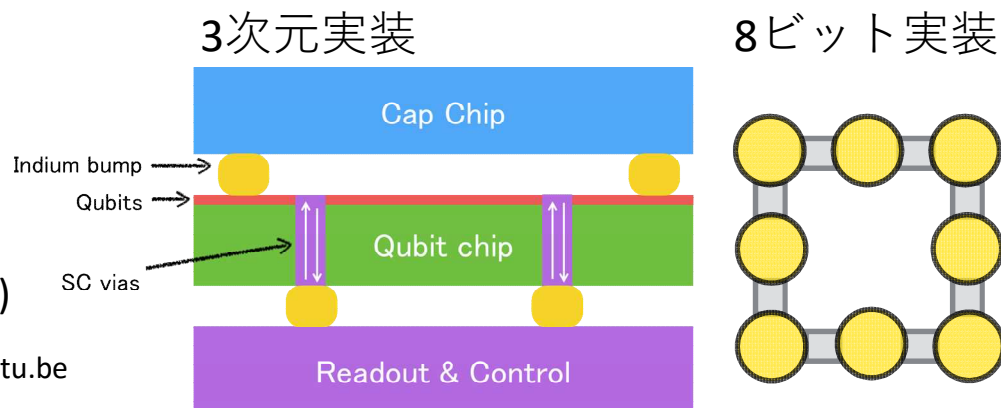 3次元実装
8ビット実装
Cap Chip
Indium bump
Qubits
Qubit chip
SC vias
)
tu.be
Readout & Control